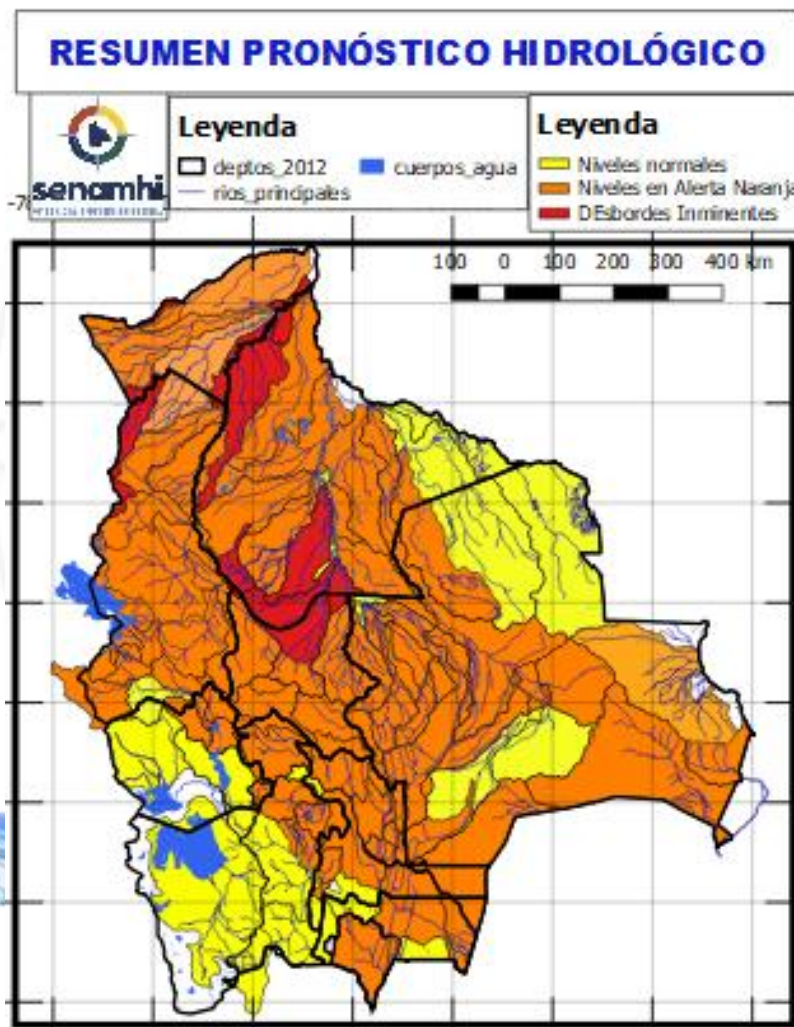 RESUMEN PRONÓSTICO HIDROLÓGICO
senamhi
Leyenda
deptos_2012 cuerpos_agua
rios_principales
Leyenda
Niveles normales
Niveles en Alerta Naranja
DEsbordes Inminentes
100 0 100 200 300 400 km